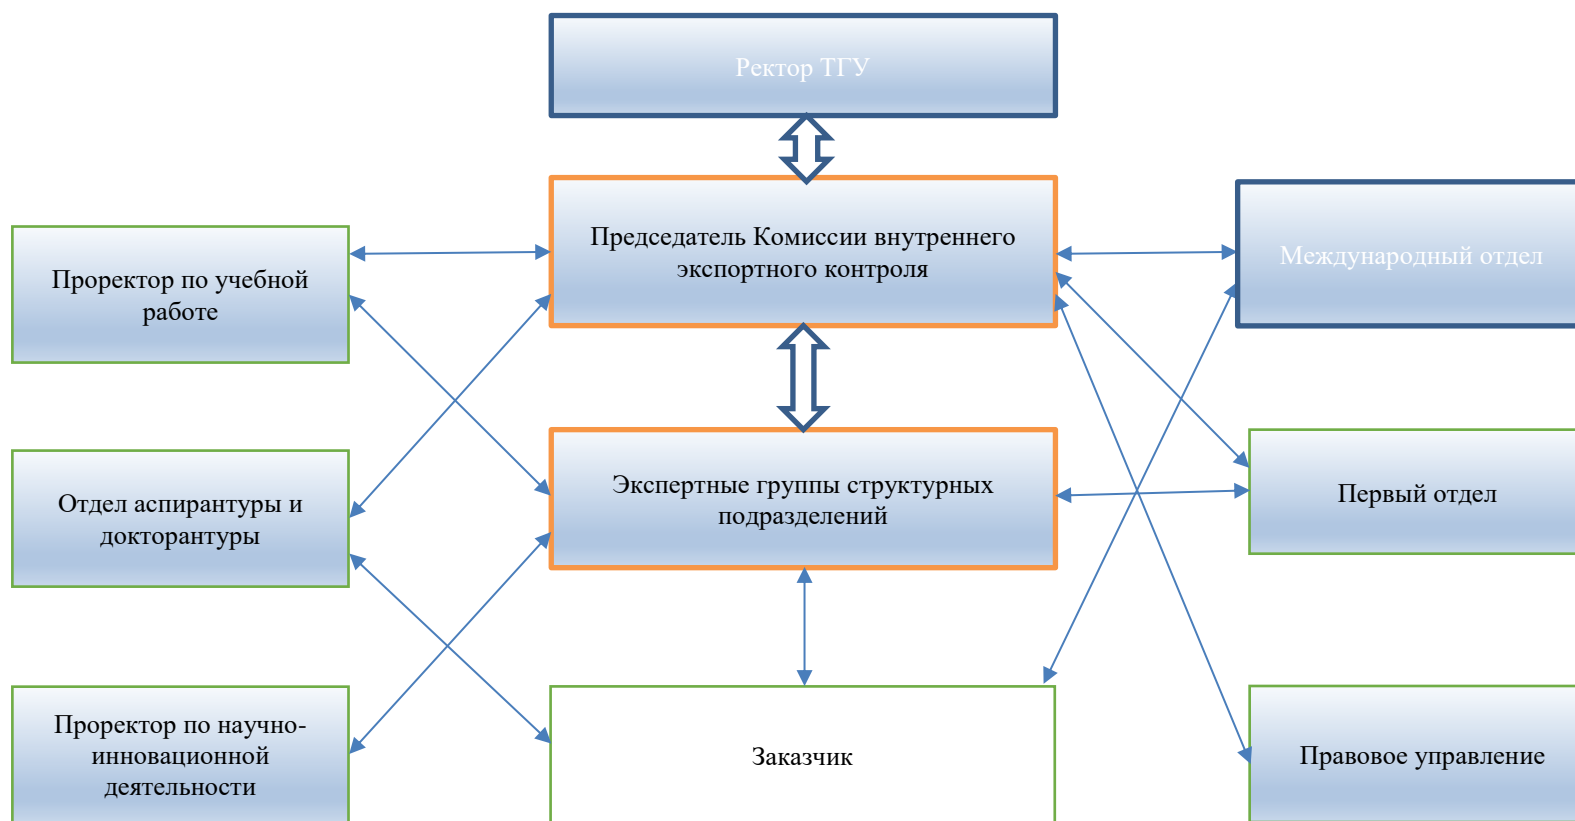 Ректор ТГУ
Председатель Комиссии внутреннего
экспортного контроля
Международный отдел
Проректор по учебной
работе
Отдел аспирантуры и
докторантуры
Экспертные группы структурных
подразделений
Первый отдел
Проректор по научно-
инновационной
деятельности
Заказчик
Правовое управление